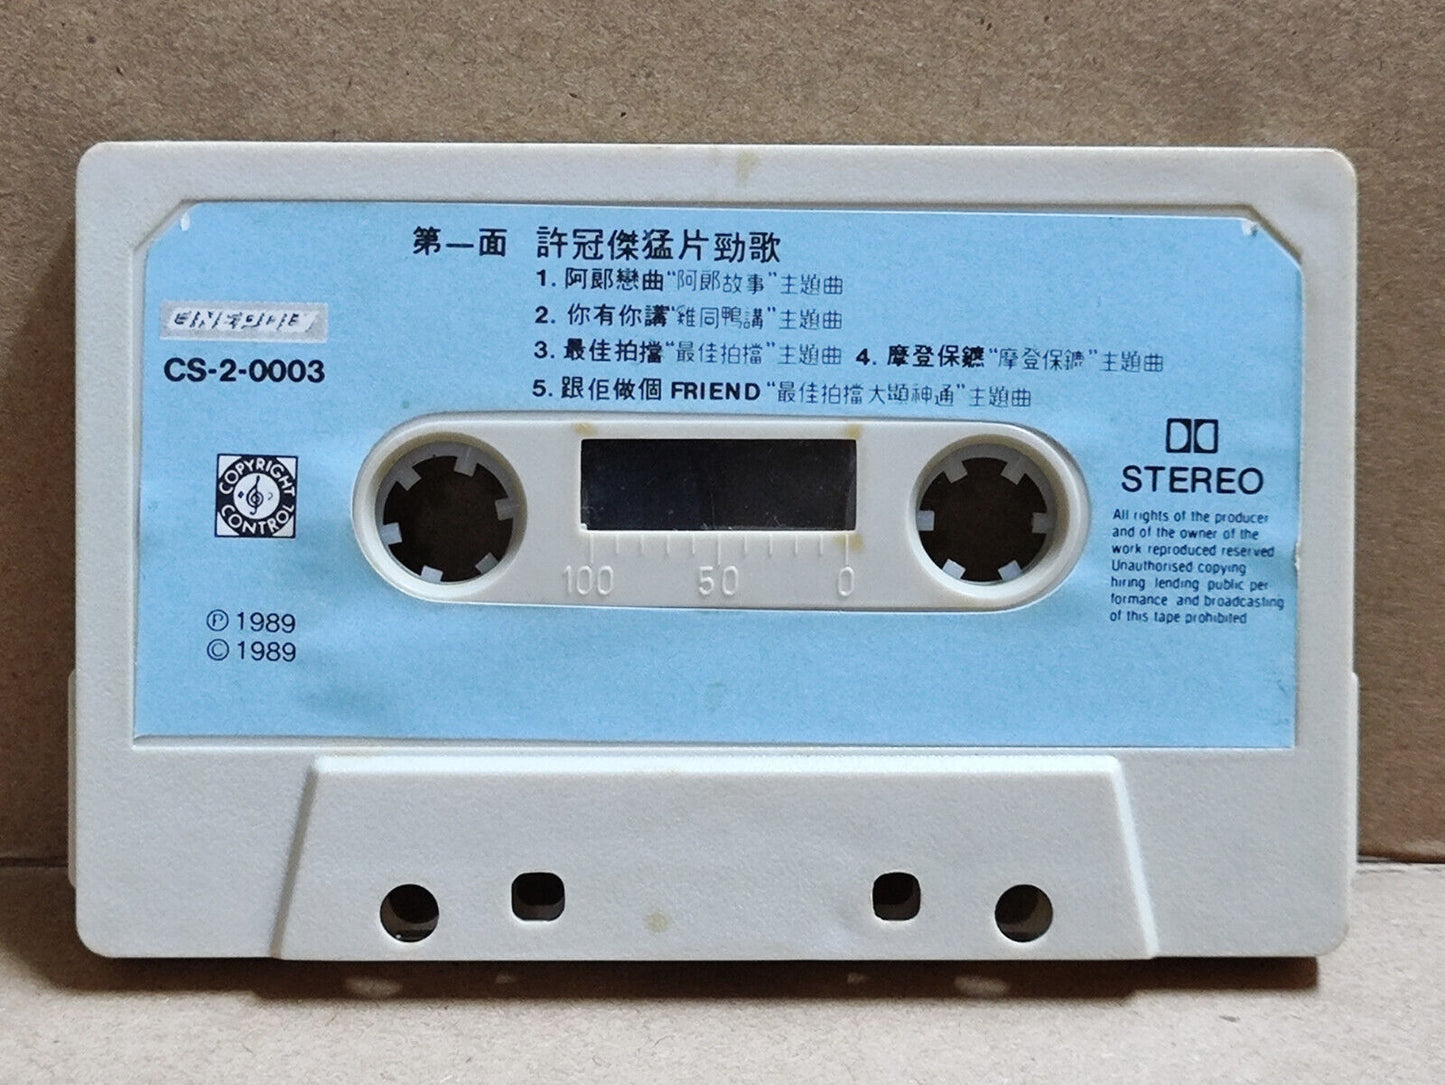 第一面 許冠傑猛片勁歌
1. 阿郎戀曲“阿郎故事”主題曲
2. 你有你講“雞同鴨講”主題曲
3. 最佳拍擋“最佳拍擋”主題曲 4. 摩登保鑣“摩登保鑣”主題曲
5. 跟佢做個 FRIEND“最佳拍擋大顯神通”主題曲
CS-2-0003
COPYRIGHT
CONTROL
Ⓟ 1989
© 1989
100 50 0
STEREO
All rights of the producer
and of the owner of the
work reproduced reserved
Unauthorised copying
hiring lending public per
formance and broadcasting
of this tape prohibited